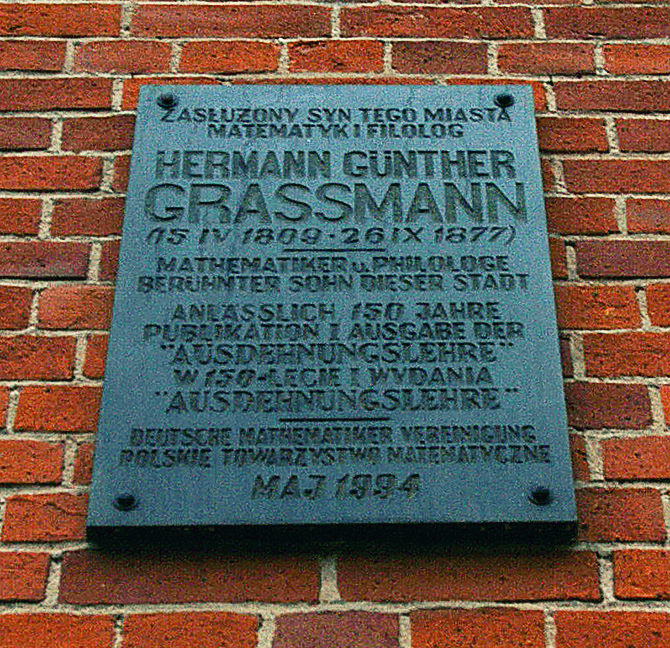 ZASŁUŻONY SYN TEGO MIASTA
MATEMATYK I FILOLOG
HERMANN GÜNTHER
GRASSMANN
(15 IV 1809 - 26 IX 1877)
MATHEMATIKER u. PHILOLOGE
BERÜHNTER SOHN DIESER STADT
ANLÄSSLICH 150 JAHRE
PUBLIKATION I AUSGABE DER
"AUSDEHNUNGSLEHRE"
W 150-LECIE I WYDANIA
"AUSDEHNUNGSLEHRE"
DEUTSCHE MATHEMATIKER VEREINIGUNG
POLSKIE TOWARZYSTWO MATEMATYCZNE
MAJ 1994